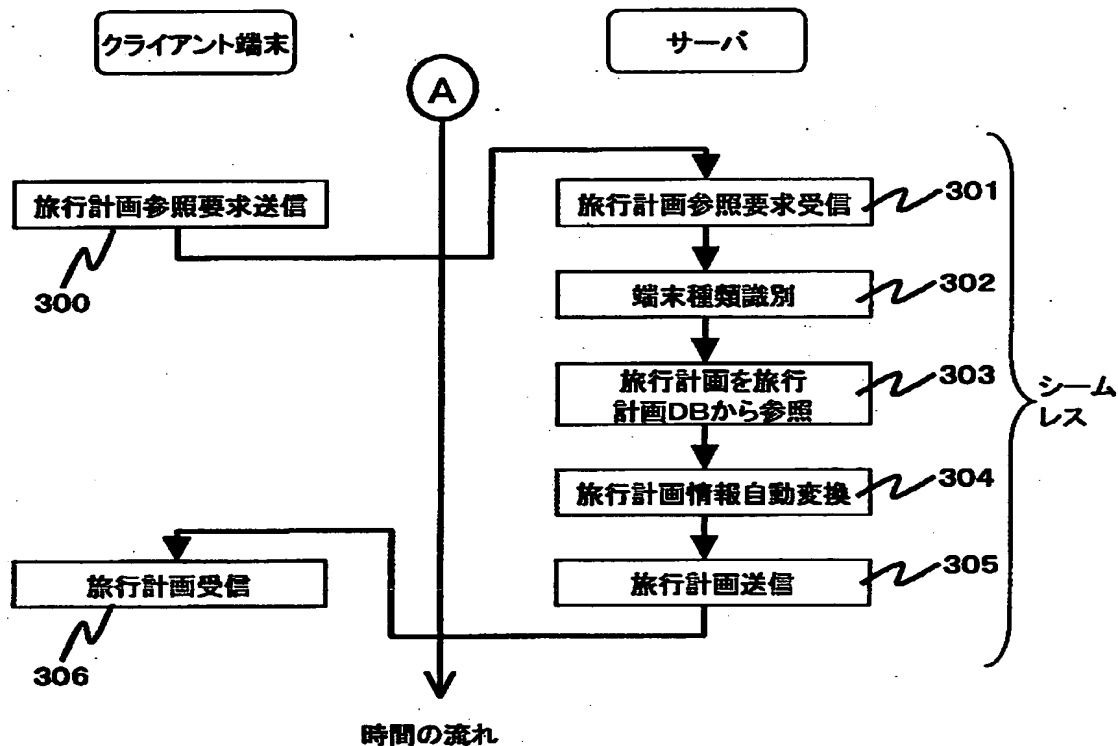 クライアント端末
サーバ
A
旅行計画参照要求送信
300
旅行計画参照要求受信
301
端末種類識別
302
旅行計画を旅行
計画DBから参照
303
シーム
レス
旅行計画情報自動変換
304
旅行計画送信
305
旅行計画受信
306
時間の流れ